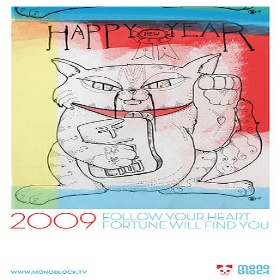 HAPPY NEW YEAR
2009 FOLLOW YOUR HEART
FORTUNE WILL FIND YOU
WWW.MONOBLOCK.TV
mono
block